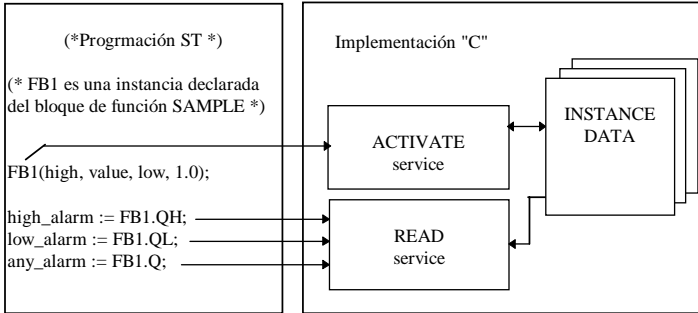 (*Progrmación ST *)
(* FB1 es una instancia declarada
del bloque de función SAMPLE *)
FB1(high, value, low, 1.0);
high_alarm := FB1.QH;
low_alarm := FB1.QL;
any_alarm := FB1.Q;
Implementación "C"
ACTIVATE
service
READ
service
INSTANCE
DATA